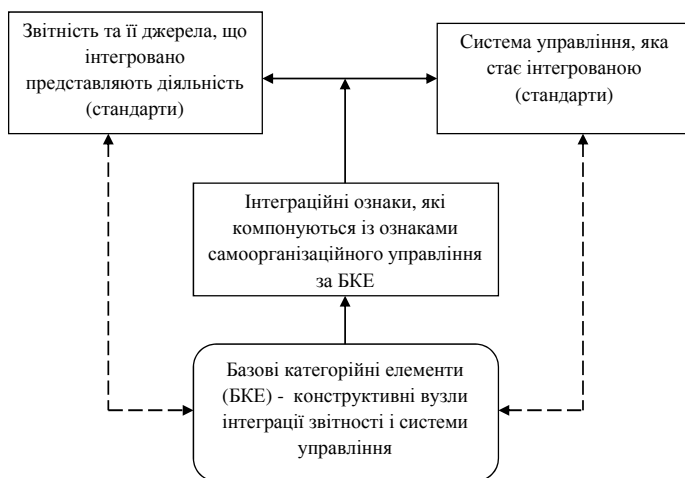 Звітність та її джерела, що
інтегровано
представляють діяльність
(стандарти)
Система управління, яка
стає інтегрованою
(стандарти)
Інтеграційні ознаки, які
компонуються із ознаками
самоорганізаційного управління
за БКЕ
Базові категорійні елементи
(БКЕ) - конструктивні вузли
інтеграції звітності і системи
управління